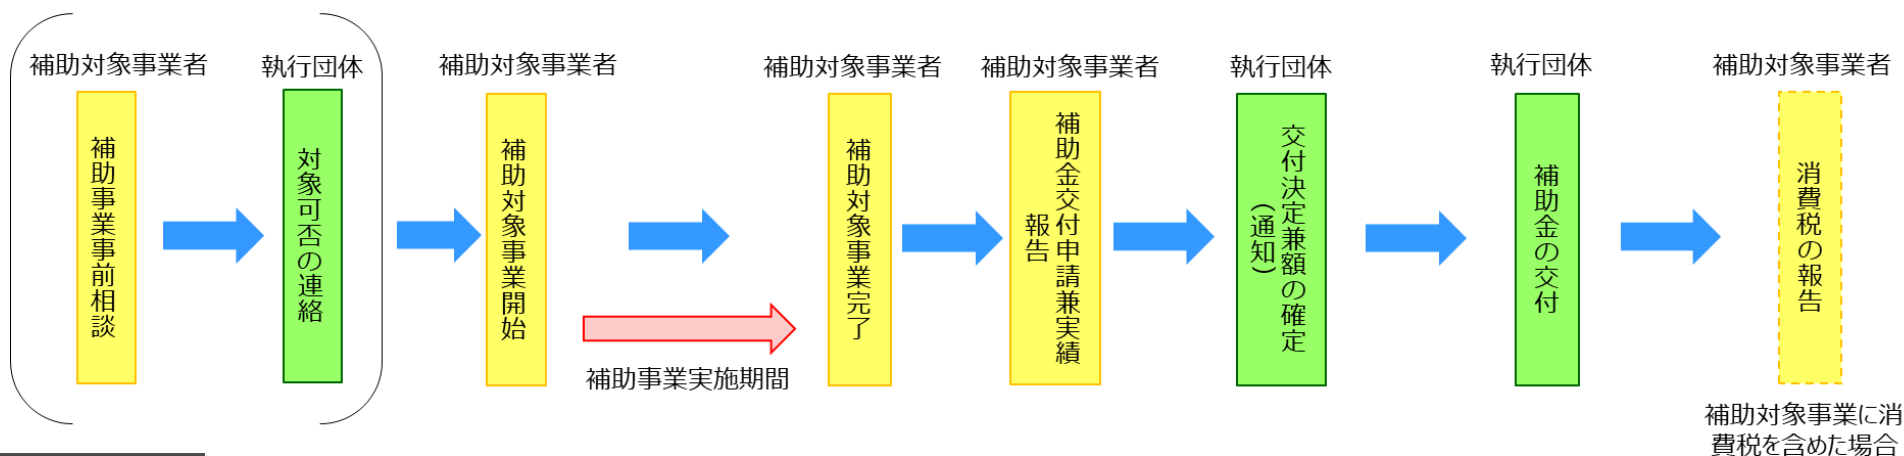 補助対象事業者
補助事業事前相談
執行団体
対象可否の連絡
補助対象事業者
補助対象事業開始
補助事業実施期間
補助対象事業者
補助対象事業完了
補助対象事業者
補助金交付申請兼実績
報告
執行団体
交付決定兼額の確定
（通知）
執行団体
補助金の交付
補助対象事業者
消費税の報告
補助対象事業に消
費税を含めた場合